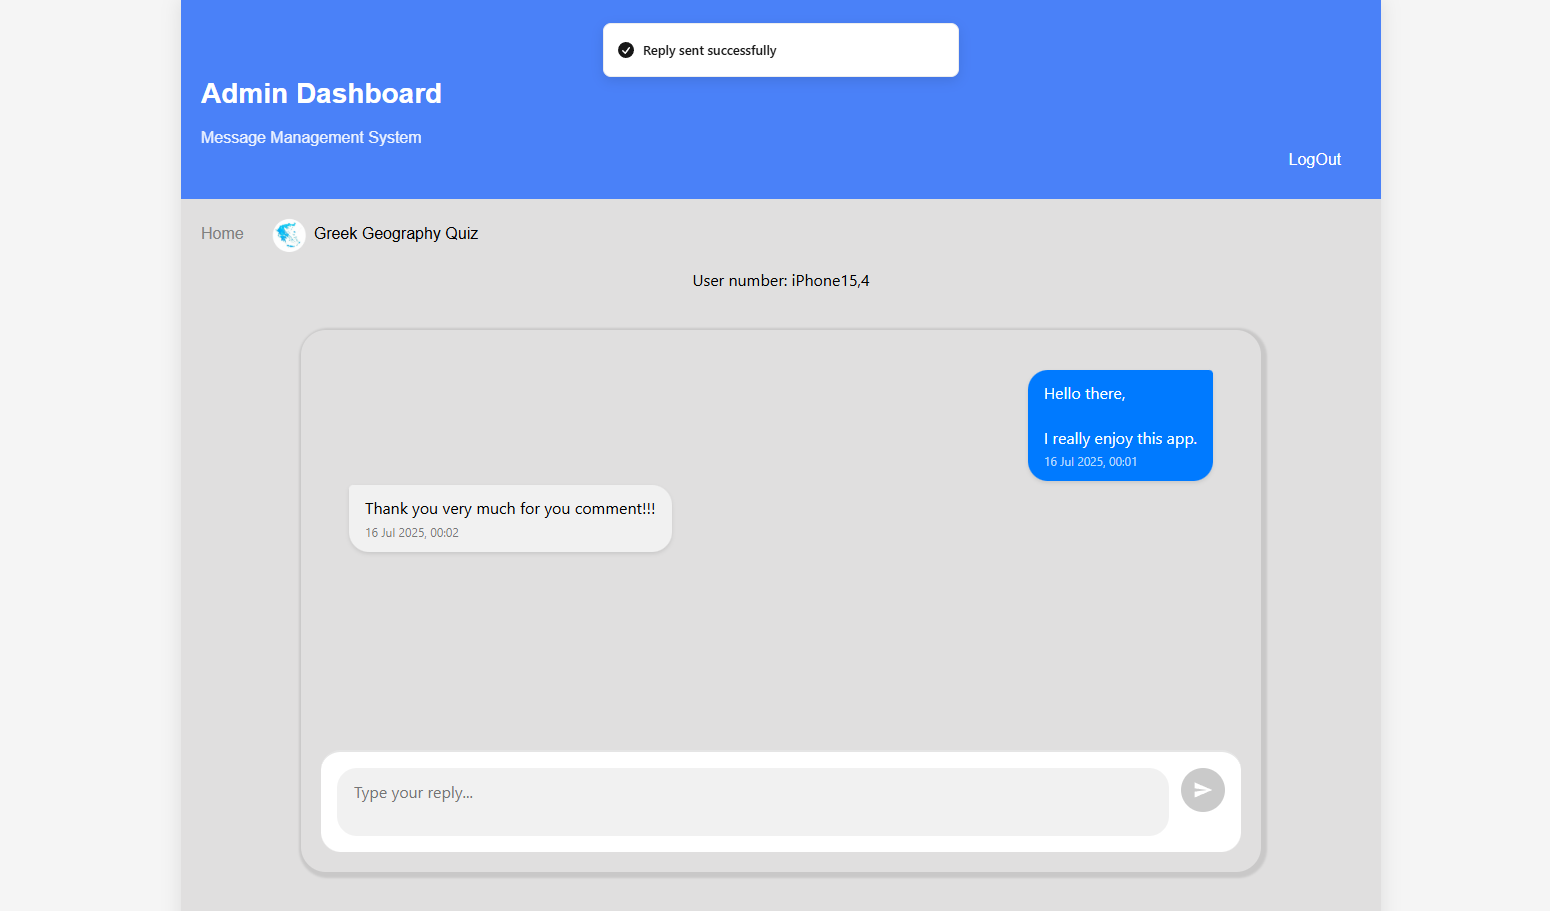 Reply sent successfully
Admin Dashboard
Message Management System
LogOut
Home
Greek Geography Quiz
User number: iPhone15,4
Hello there,
I really enjoy this app.
16 Jul 2025, 00:01
Thank you very much for you comment!!!
16 Jul 2025, 00:02
Type your reply...